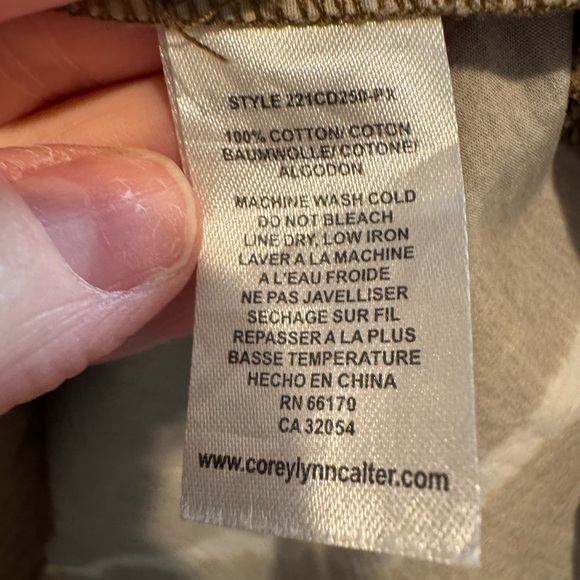 STYLE 221CD250-PX
100% COTTON/ COTON
BAUMWOLLE/ COTONE/
ALGODON
MACHINE WASH COLD
DO NOT BLEACH
LINE DRY, LOW IRON
LAVER A LA MACHINE
A L'EAU FROIDE
NE PAS JAVELLISER
SECHAGE SUR FIL
REPASSER A LA PLUS
BASSE TEMPERATURE
HECHO EN CHINA
RN 66170
CA 32054
www.coreylynncalter.com